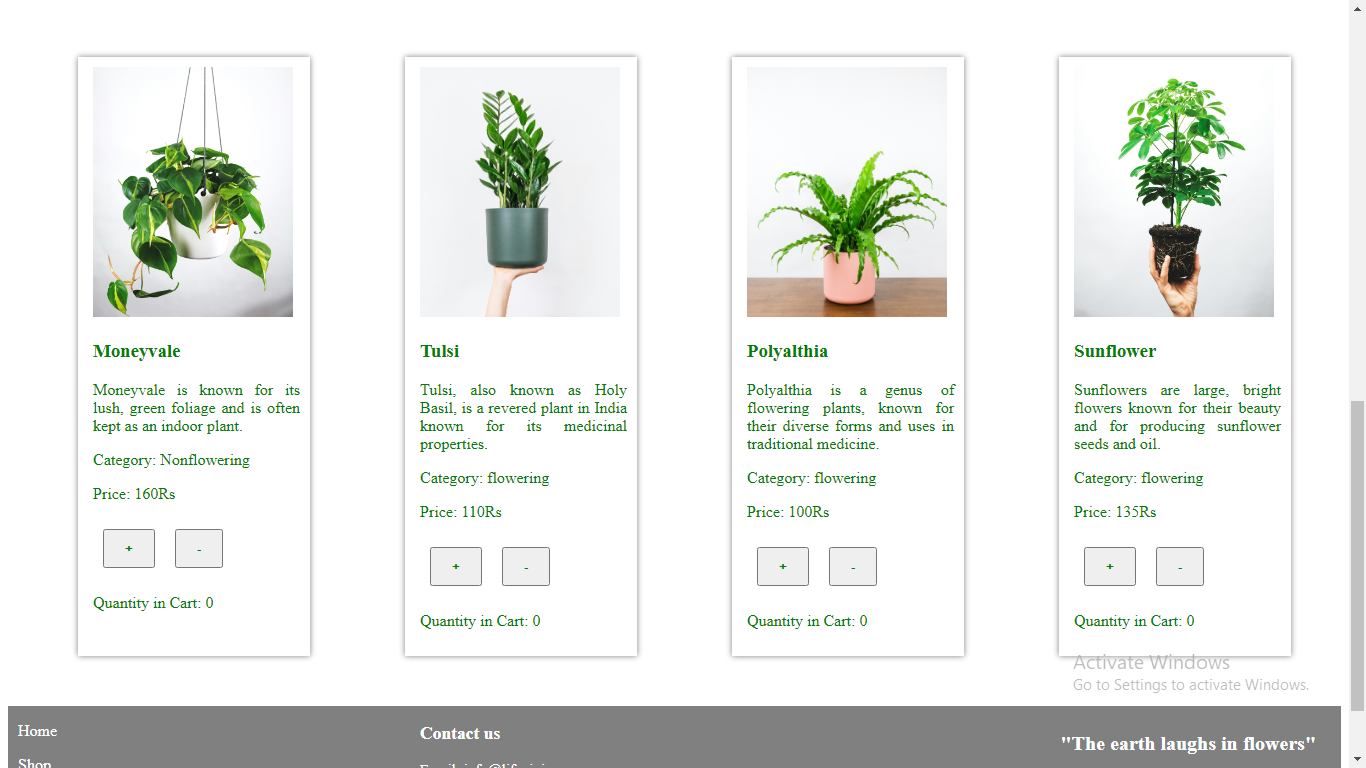 Moneyvale
Moneyvale is known for its
lush, green foliage and is often
kept as an indoor plant.
Category: Nonflowering
Price: 160Rs
+ -
Quantity in Cart: 0
Tulsi
Tulsi, also known as Holy
Basil, is a revered plant in India
known for its medicinal
properties.
Category: flowering
Price: 110Rs
+ -
Quantity in Cart: 0
Polyalthia
Polyalthia is a genus of
flowering plants, known for
their diverse forms and uses in
traditional medicine.
Category: flowering
Price: 100Rs
+ -
Quantity in Cart: 0
Sunflower
Sunflowers are large, bright
flowers known for their beauty
and for producing sunflower
seeds and oil.
Category: flowering
Price: 135Rs
+ -
Quantity in Cart: 0
Activate Windows
Go to Settings to activate Windows.
Home
Shop
Contact us
"The earth laughs in flowers"